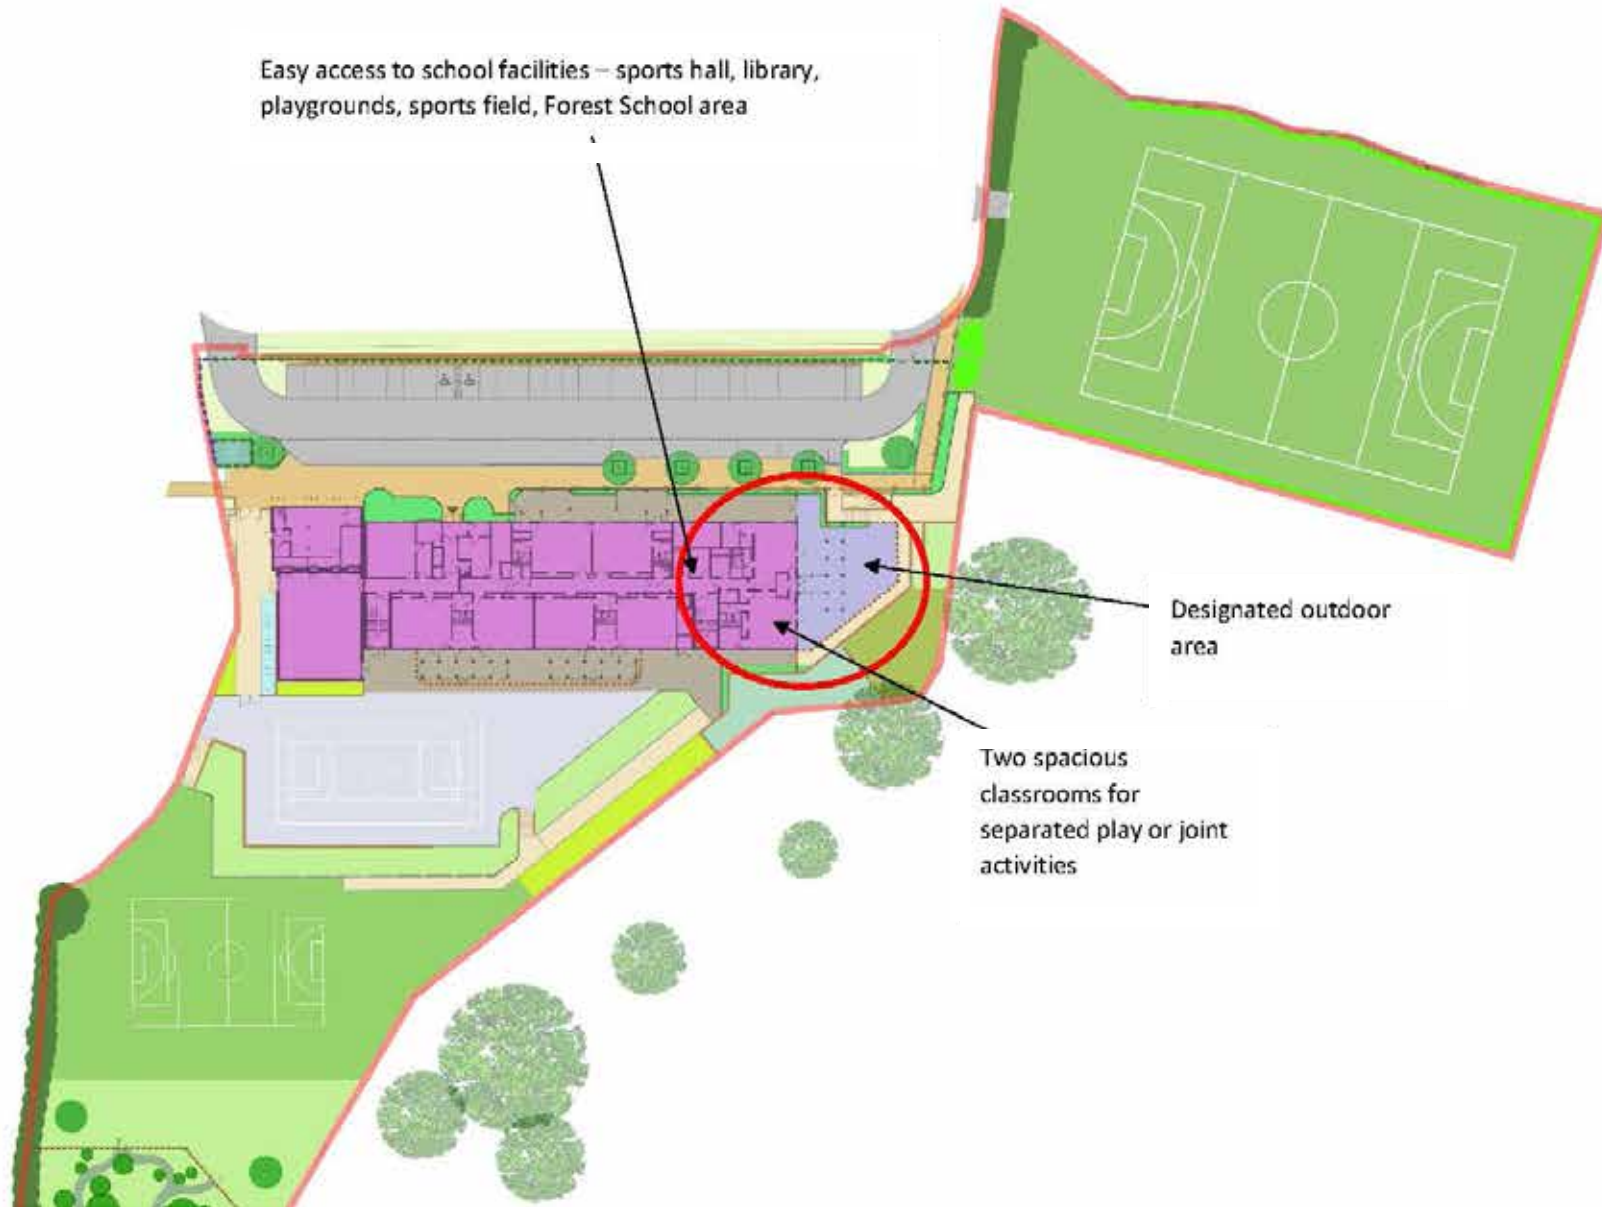 Easy access to school facilities – sports hall, library,
playgrounds, sports field, Forest School area
Designated outdoor
area
Two spacious
classrooms for
separated play or joint
activities